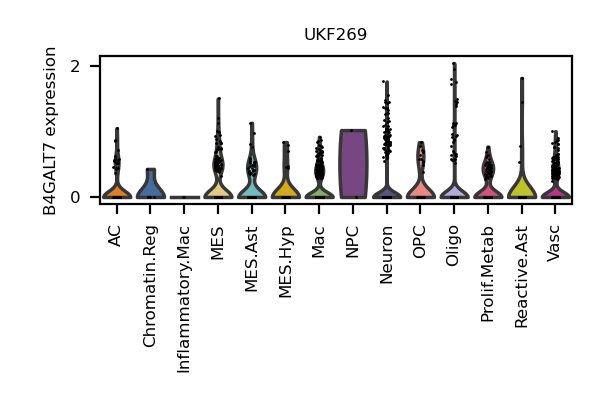 UKF269
B4GALT7 expression
2
0
AC
Chromatin.Reg
Inflammatory.Mac
MES
MES.Ast
MES.Hyp
Mac
NPC
Neuron
OPC
Oligo
Prolif.Metab
Reactive.Ast
Vasc